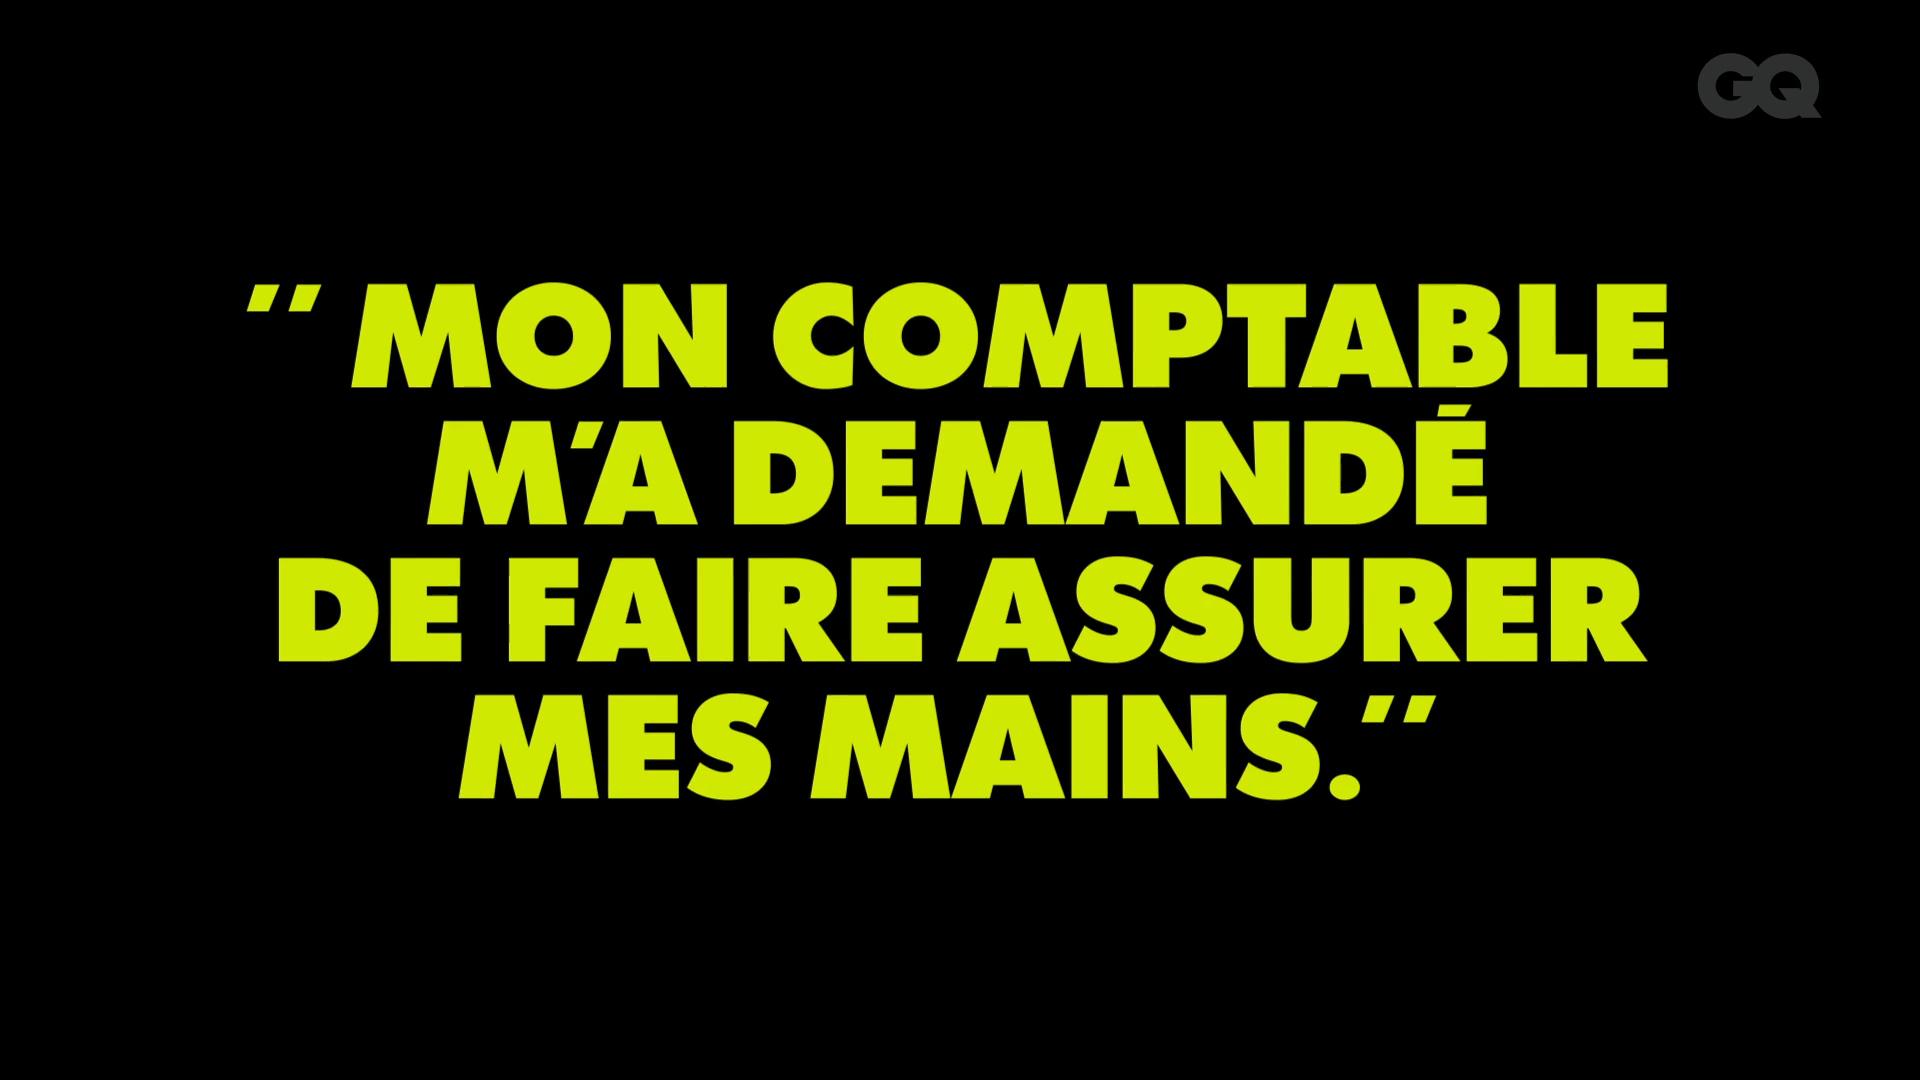 GQ
’’ MON COMPTABLE
M’A DEMANDÉ
DE FAIRE ASSURER
MES MAINS.’’